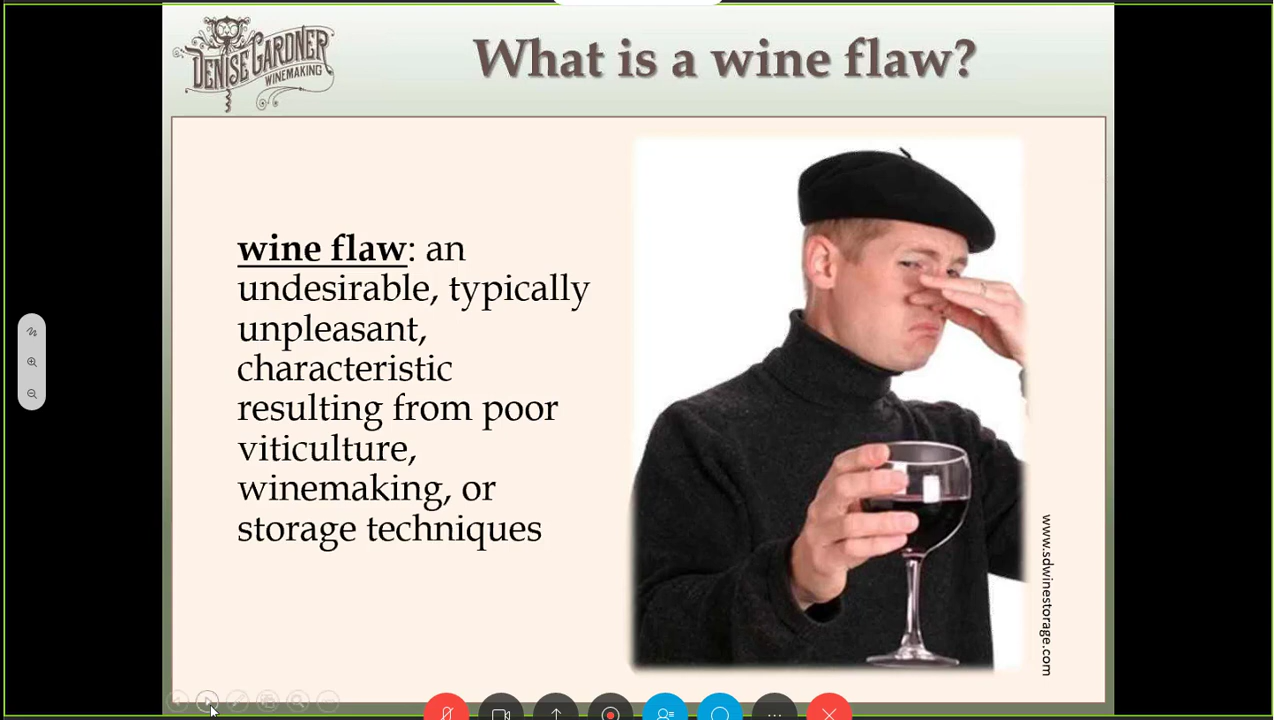 DENISE GARDNER
WINEMAKING
What is a wine flaw?
wine flaw: an
undesirable, typically
unpleasant,
characteristic
resulting from poor
viticulture,
winemaking, or
storage techniques
www.sdwinestorage.com